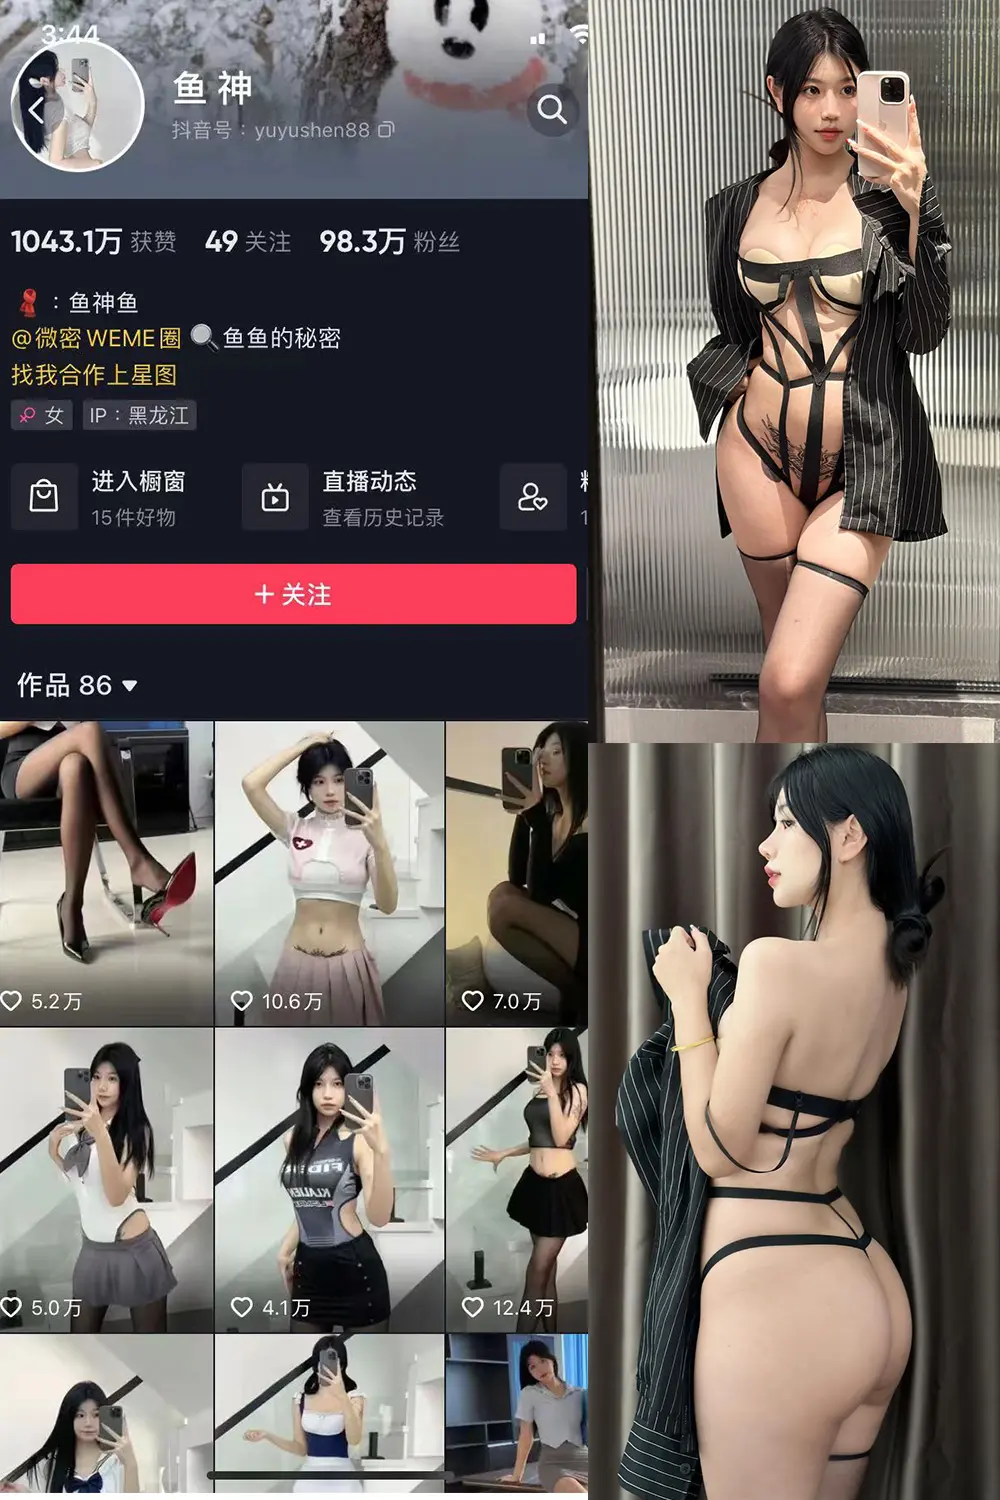 3:44
鱼神
抖音号：yuyushen88
1043.1万 获赞 49 关注 98.3万 粉丝
：鱼神鱼
@微密WEME圈 鱼鱼的秘密
找我合作上星图
女 IP：黑龙江
进入橱窗
15件好物
直播动态
查看历史记录
+ 关注
作品 86
5.2万
10.6万
7.0万
5.0万
4.1万
12.4万